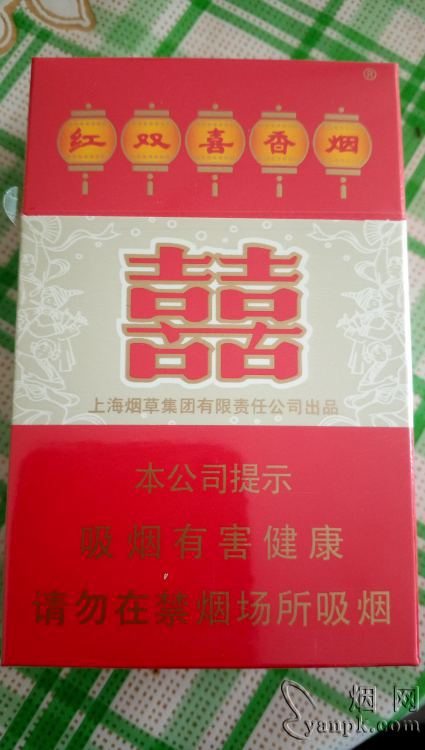 ®
红双喜香烟
囍
上海烟草集团有限责任公司出品
本公司提示
吸烟有害健康
请勿在禁烟场所吸烟
烟网
yanpk.com